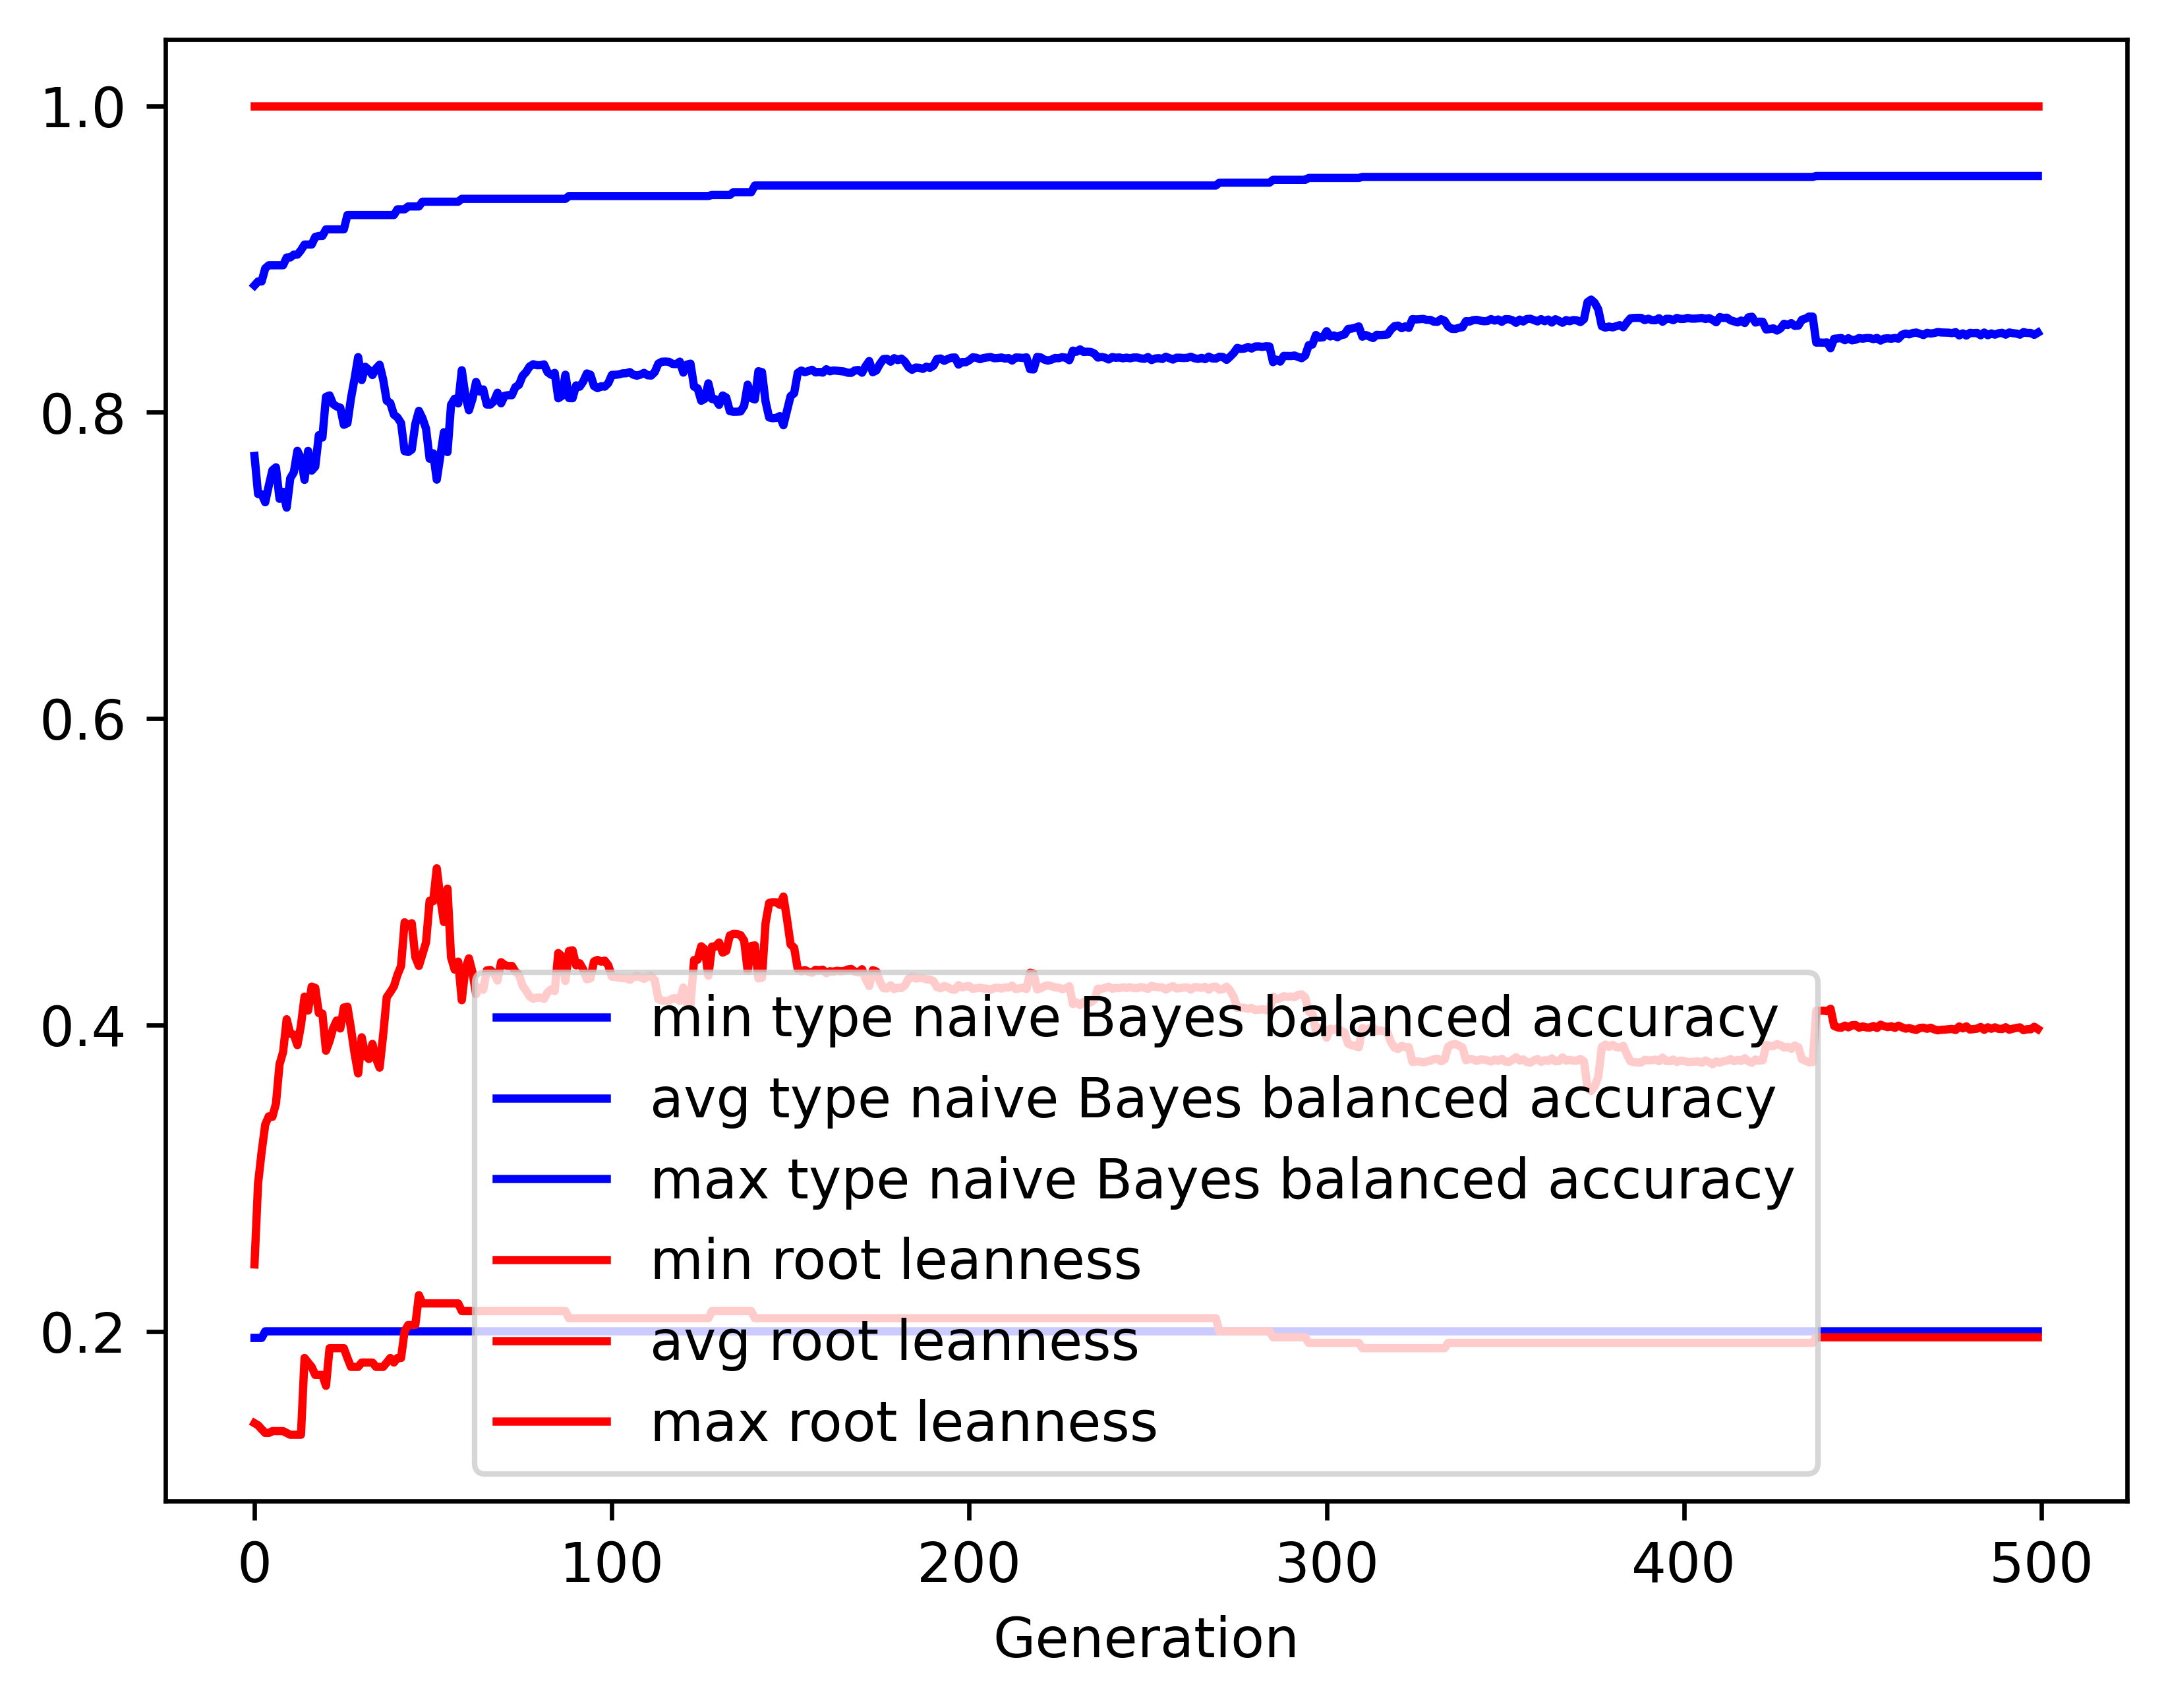 1.0
0.8
0.6
0.4
0.2
min type naive Bayes balanced accuracy
avg type naive Bayes balanced accuracy
max type naive Bayes balanced accuracy
min root leanness
avg root leanness
max root leanness
0 100 200 300 400 500
Generation